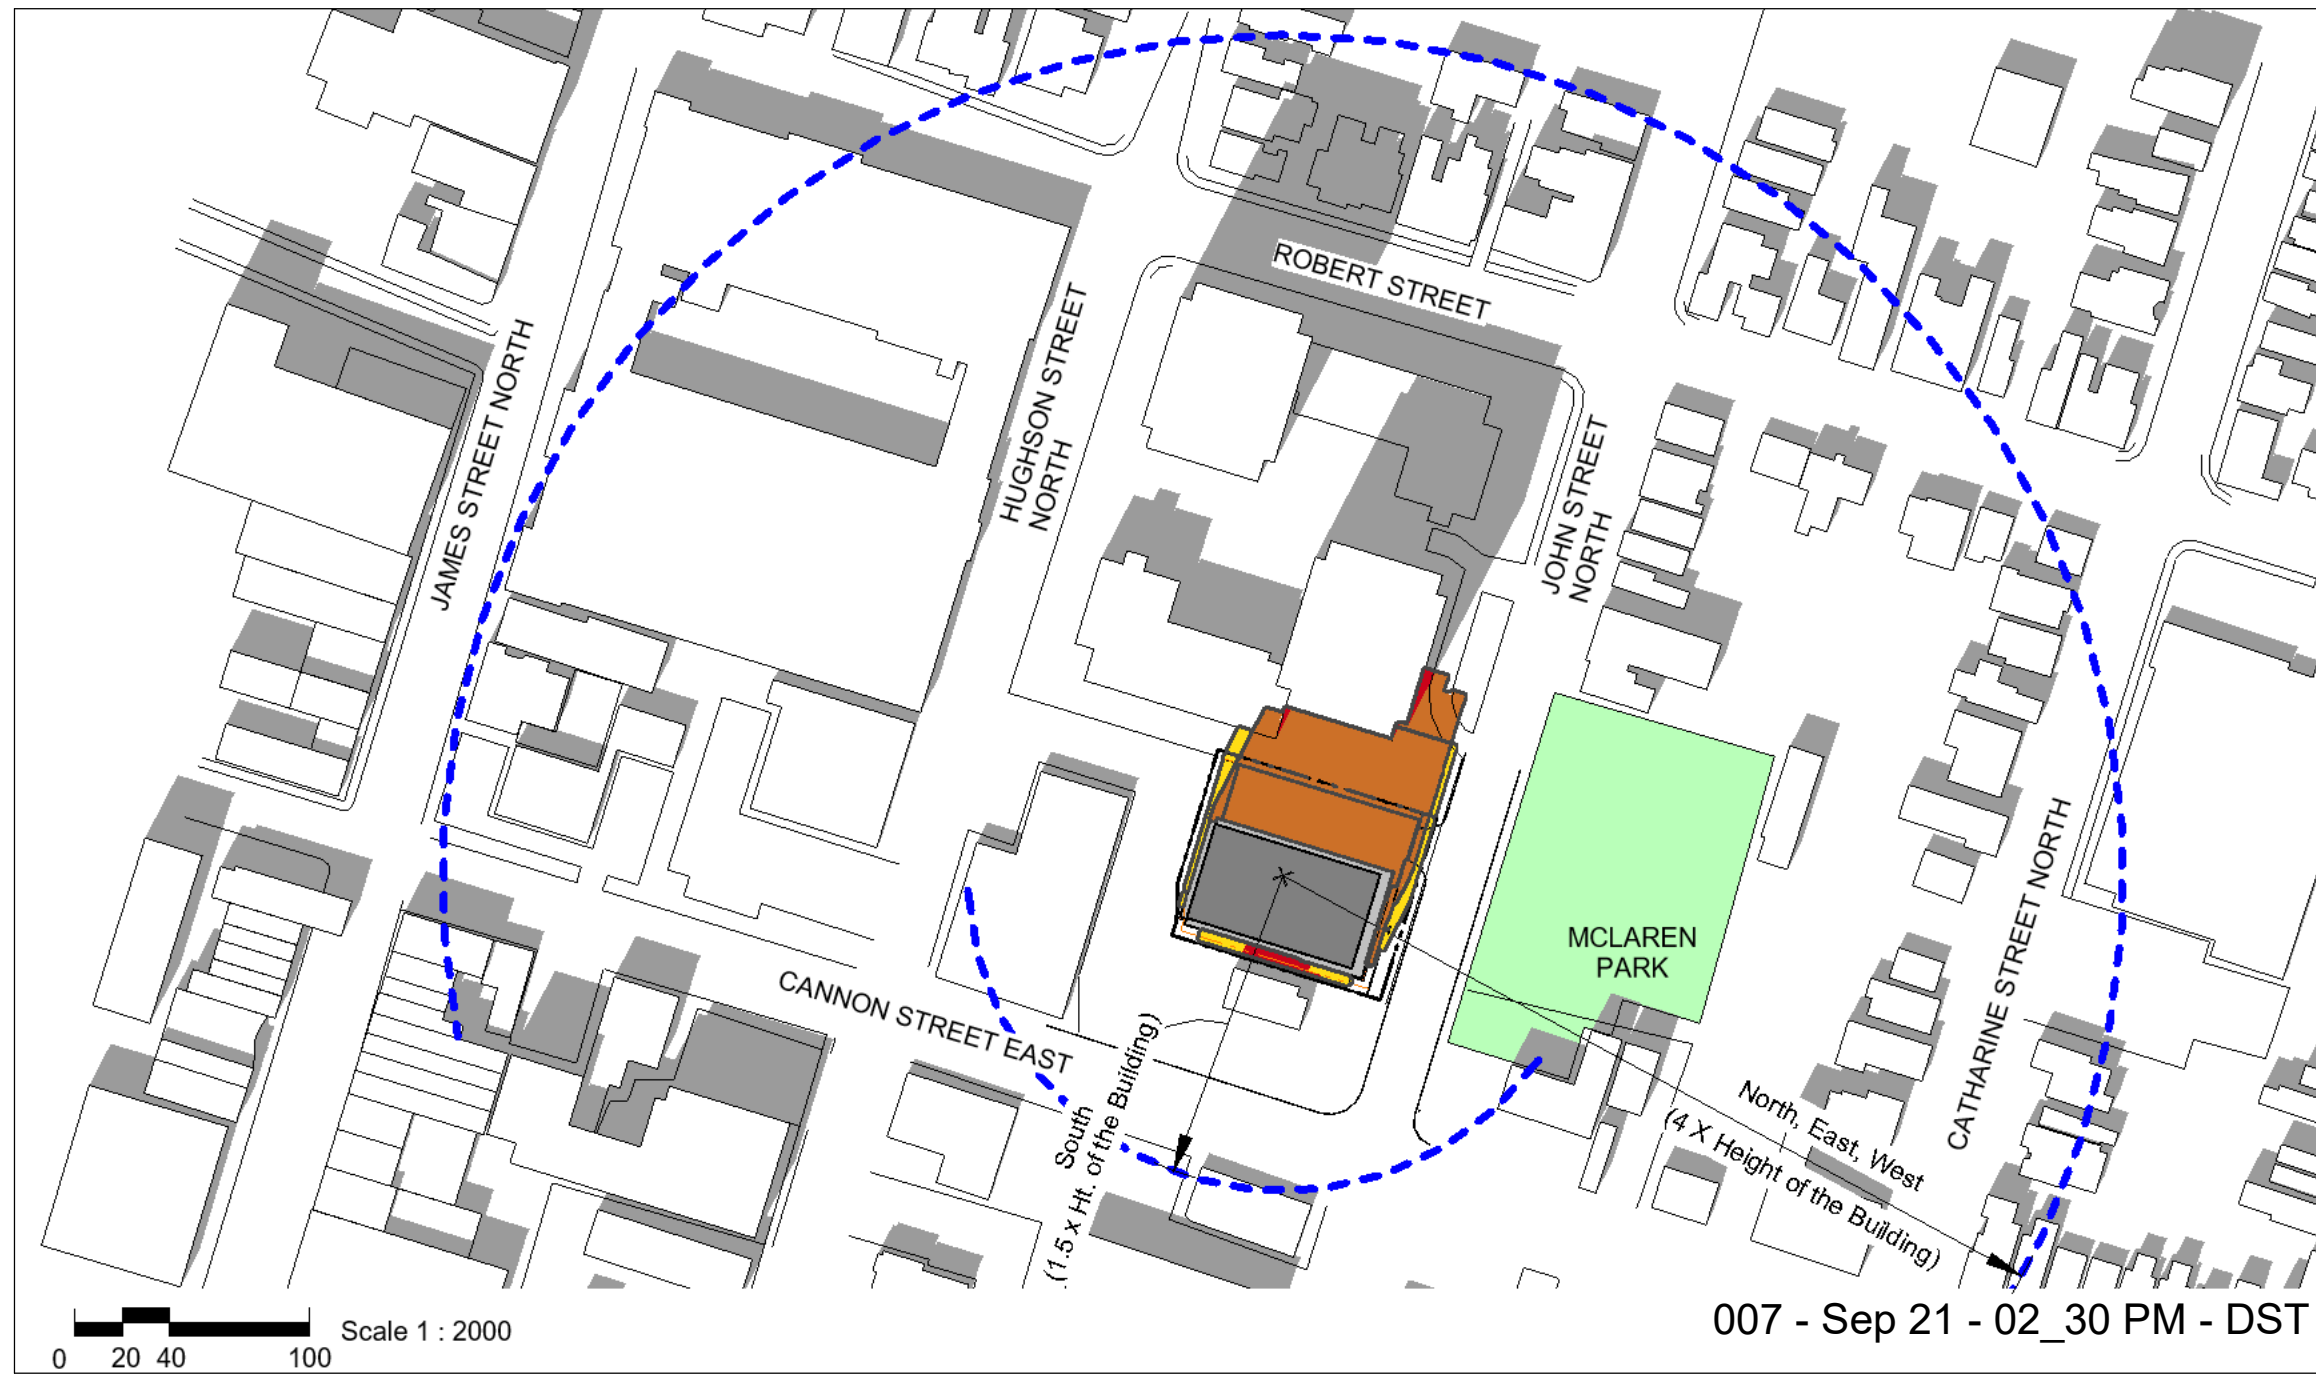 ROBERT STREET
HUGHSON STREET
NORTH
JAMES STREET NORTH
JOHN STREET
NORTH
MCLAREN
PARK
CATHARINE STREET NORTH
CANNON STREET EAST
South
(1.5 x Ht. of the Building)
North, East, West
(4 X Height of the Building)
0 20 40 100
Scale 1 : 2000
007 - Sep 21 - 02_30 PM - DST